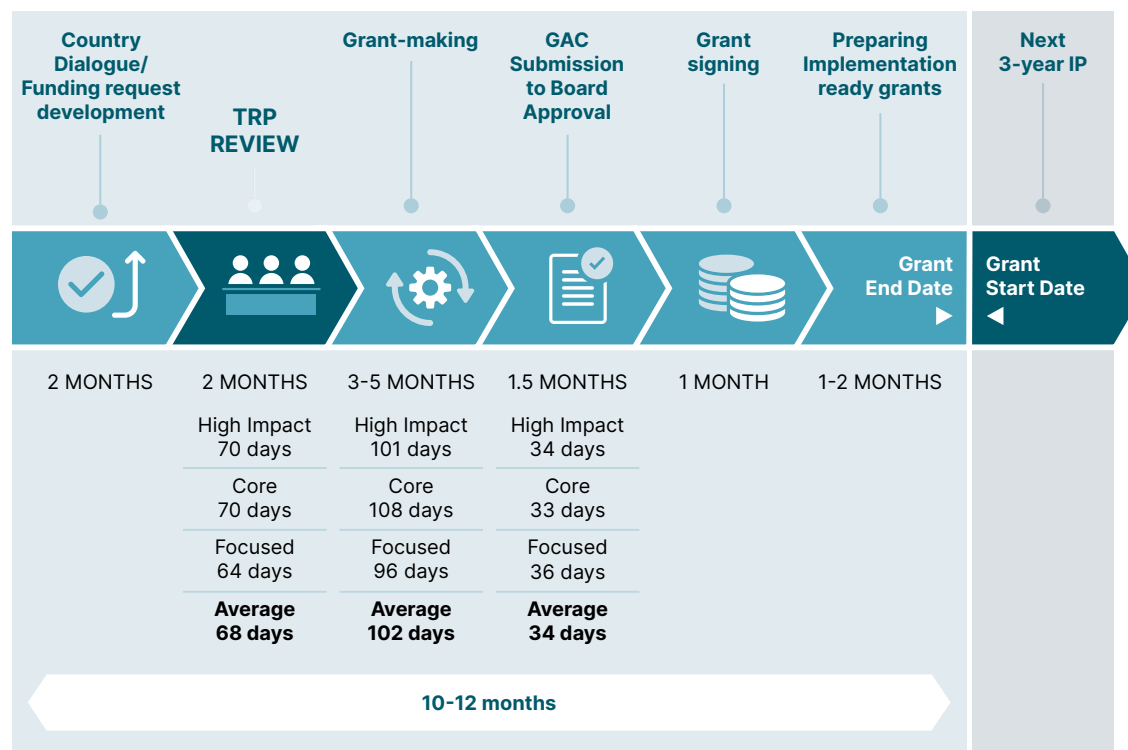 Country
Dialogue/
Funding request
development
TRP
REVIEW
Grant-making
GAC
Submission
to Board
Approval
Grant
signing
Preparing
Implementation
ready grants
Next
3-year IP
Grant
End Date
Grant
Start Date
2 MONTHS
2 MONTHS
3-5 MONTHS
1.5 MONTHS
1 MONTH
1-2 MONTHS
High Impact
70 days
Core
70 days
Focused
64 days
Average
68 days
High Impact
101 days
Core
108 days
Focused
96 days
Average
102 days
High Impact
34 days
Core
33 days
Focused
36 days
Average
34 days
10-12 months